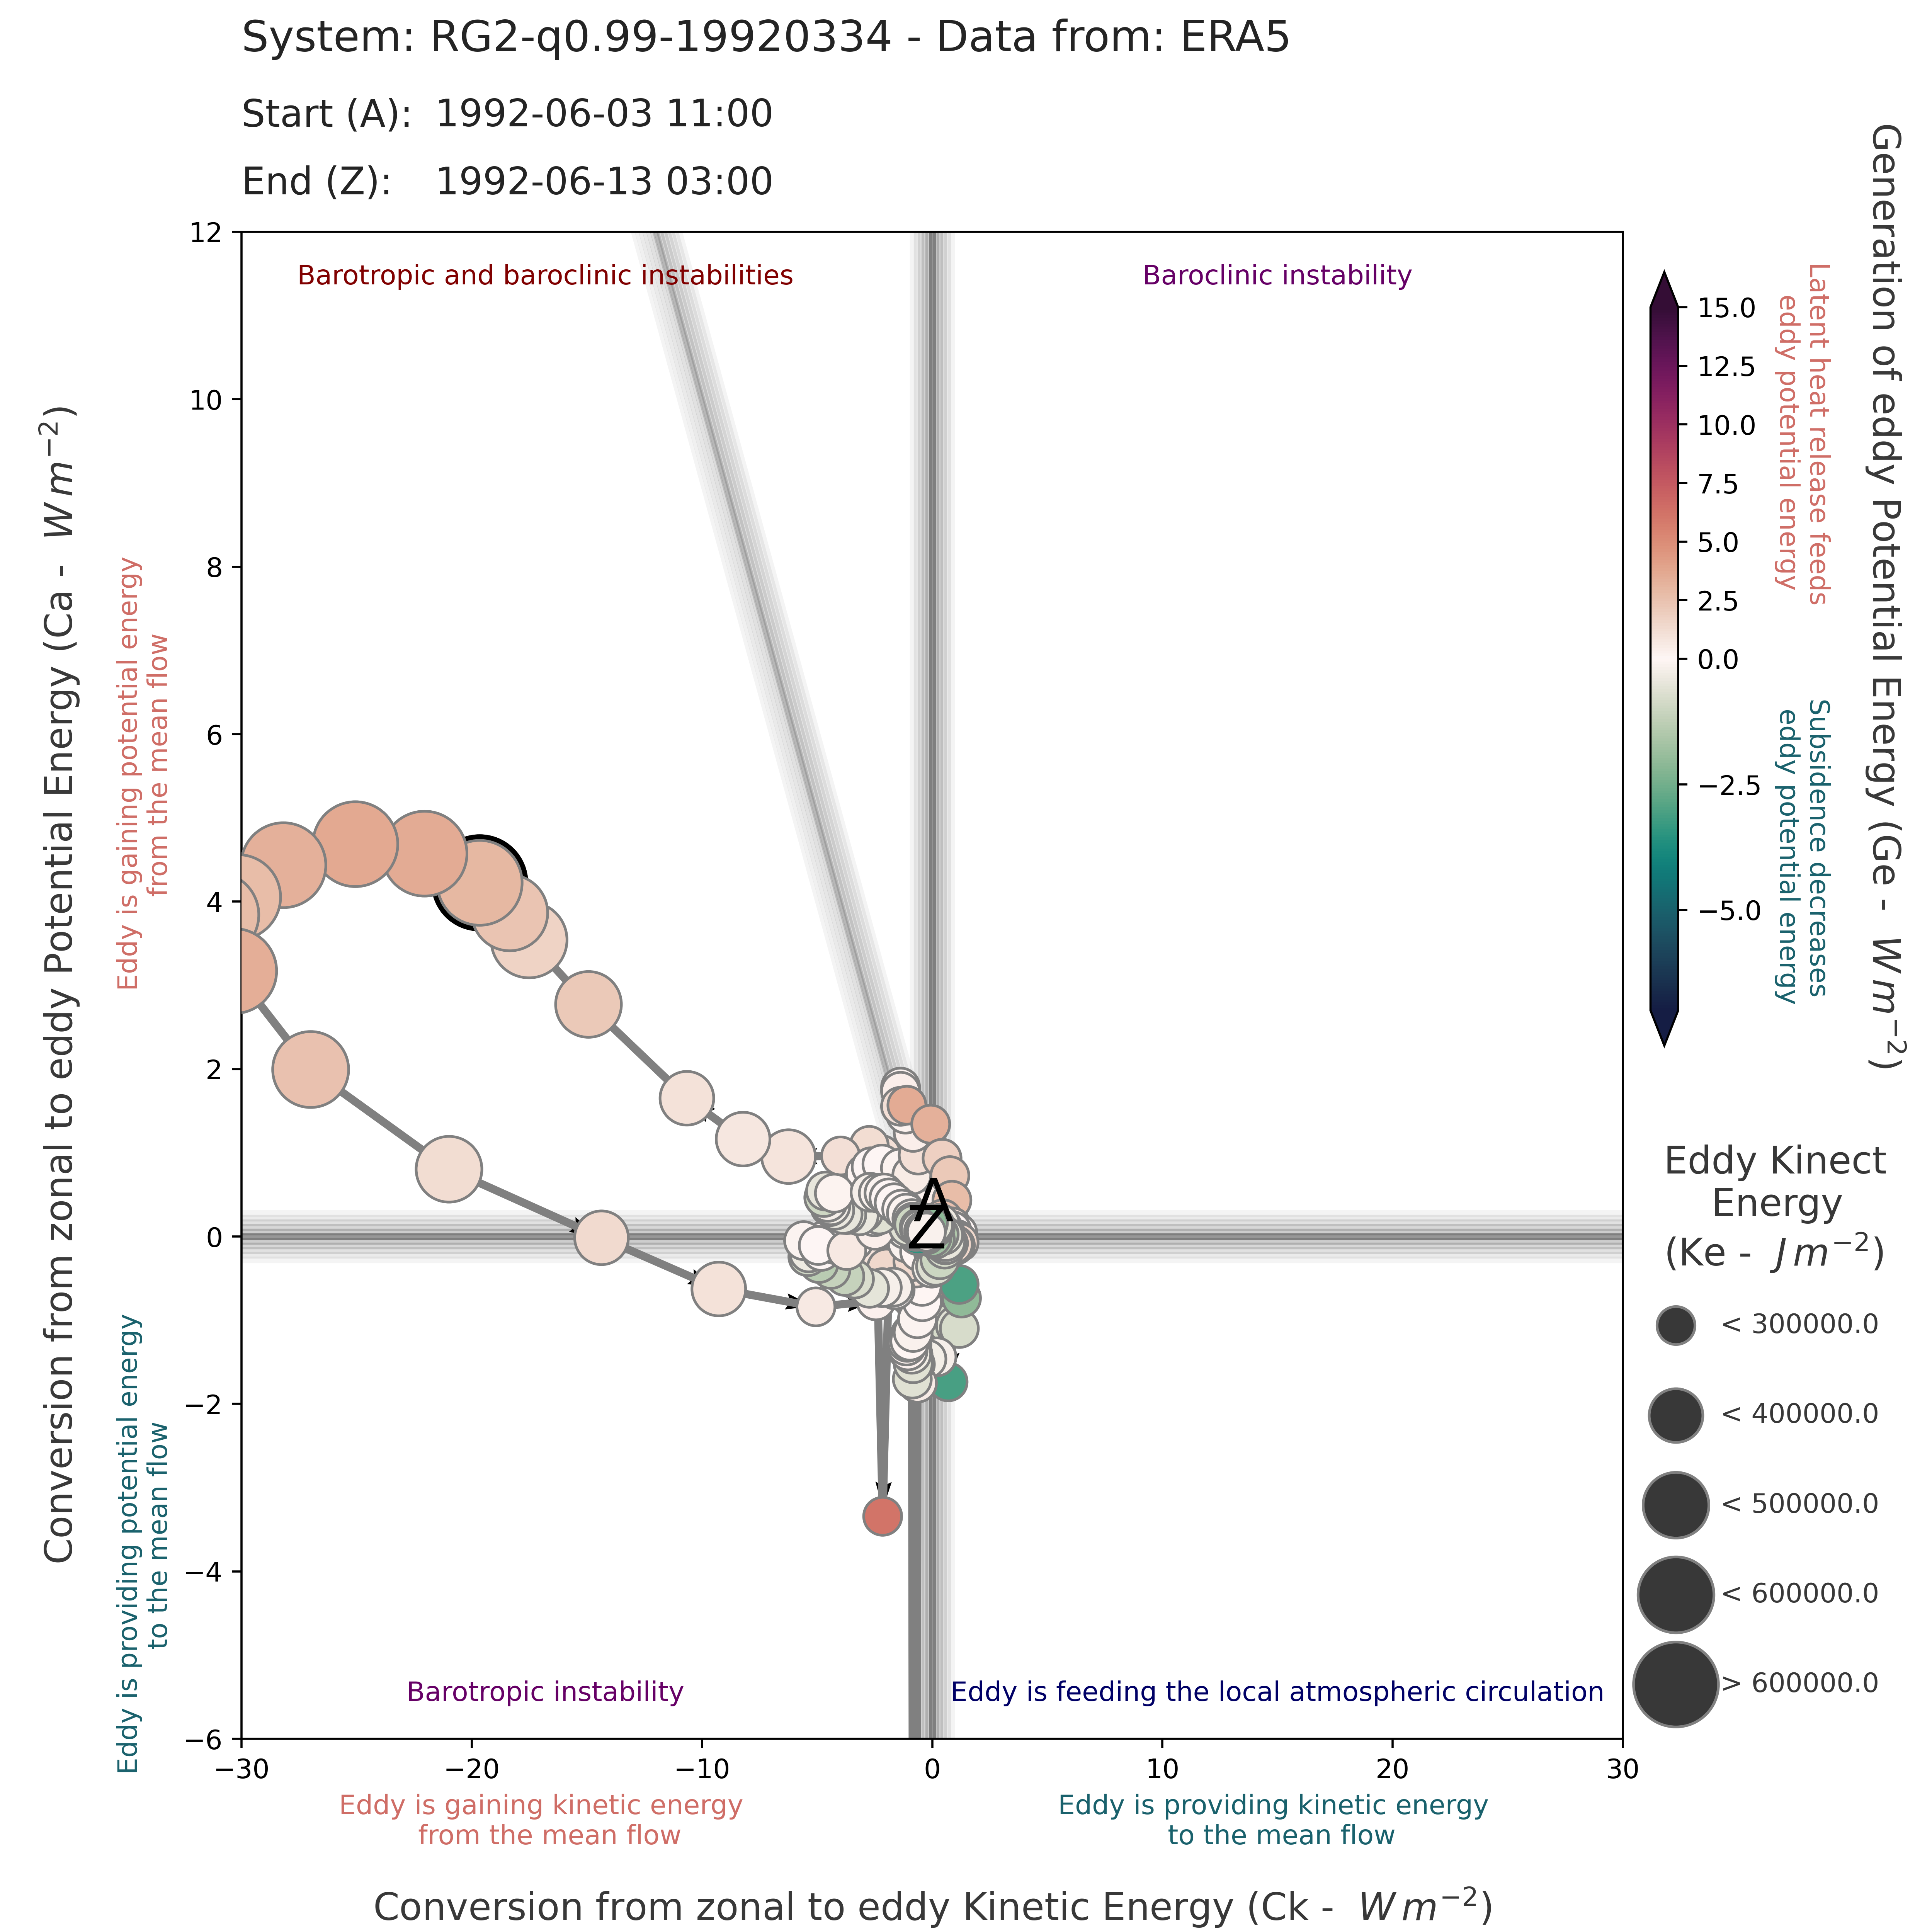 System: RG2-q0.99-19920334 - Data from: ERA5
Start (A): 1992-06-03 11:00
End (Z): 1992-06-13 03:00
Barotropic and baroclinic instabilities
Baroclinic instability
Barotropic instability
Eddy is feeding the local atmospheric circulation
A
Z
12
10
8
6
4
2
0
−2
−4
−6
−30
−20
−10
0
10
20
30
Conversion from zonal to eddy Potential Energy (Ca - W m⁻²)
Eddy is gaining potential energy
from the mean flow
Eddy is providing potential energy
to the mean flow
Eddy is gaining kinetic energy
from the mean flow
Eddy is providing kinetic energy
to the mean flow
Conversion from zonal to eddy Kinetic Energy (Ck - W m⁻²)
15.0
12.5
10.0
7.5
5.0
2.5
0.0
−2.5
−5.0
Latent heat release feeds
eddy potential energy
Subsidence decreases
eddy potential energy
Generation of eddy Potential Energy (Ge - W m⁻²)
Eddy Kinect
Energy
(Ke - J m⁻²)
< 300000.0
< 400000.0
< 500000.0
< 600000.0
> 600000.0